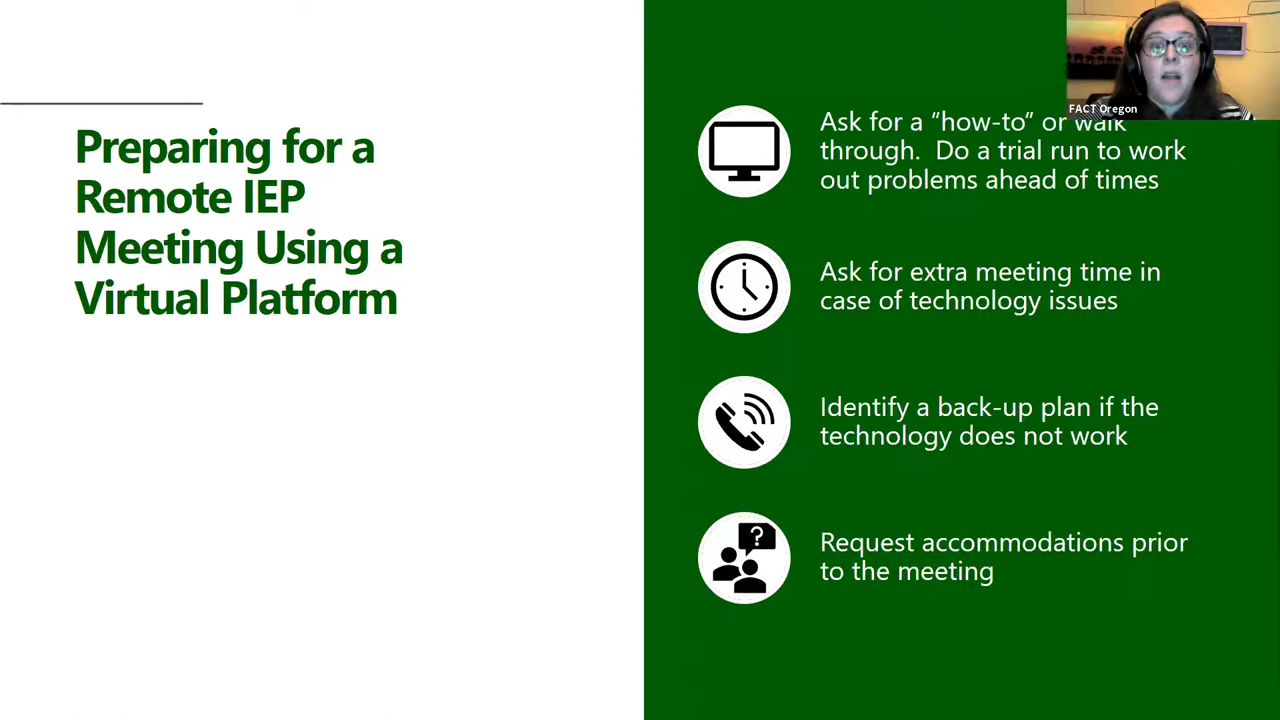 Preparing for a
Remote IEP
Meeting Using a
Virtual Platform
FACT Oregon
Ask for a “how-to” or walk
through.  Do a trial run to work
out problems ahead of times
Ask for extra meeting time in
case of technology issues
Identify a back-up plan if the
technology does not work
?
Request accommodations prior
to the meeting